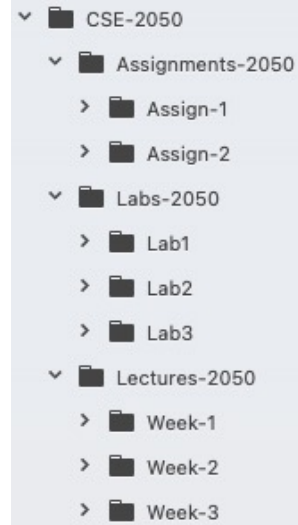 CSE-2050
Assignments-2050
Assign-1
Assign-2
Labs-2050
Lab1
Lab2
Lab3
Lectures-2050
Week-1
Week-2
Week-3